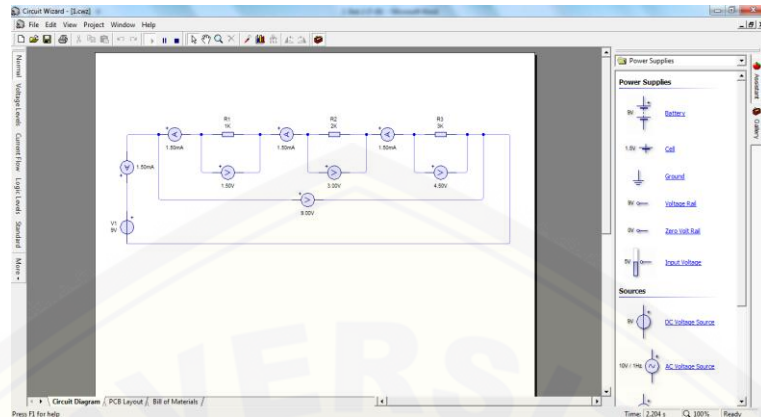 Circuit Wizard - [3.cwz]
File Edit View Project Window Help
Normal
Voltage Levels
Current Flow
Logic Levels
Standard
More
R1
1K
R2
2K
R3
3K
1.50mA
1.50mA
1.50mA
1.50mA
1.50V
3.00V
4.50V
9.00V
V1
9V
Power Supplies
Power Supplies
9V Battery
1.5V Cell
Ground
9V Voltage Rail
0V Zero Volt Rail
5V Input Voltage
Sources
9V DC Voltage Source
10V / 1Hz AC Voltage Source
Assistant
Gallery
Circuit Diagram PCB Layout Bill of Materials
Press F1 for help
Time: 2.204 s 100% Ready
VERSI